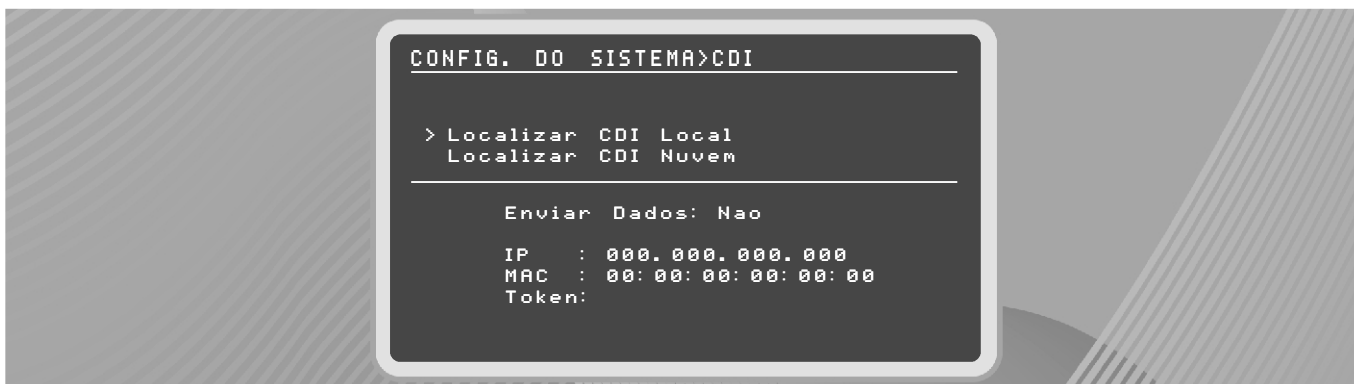 CONFIG. DO SISTEMA>CDI
> Localizar CDI Local
Localizar CDI Nuvem
Enviar Dados: Nao
IP : 000.000.000.000
MAC : 00:00:00:00:00:00
Token: